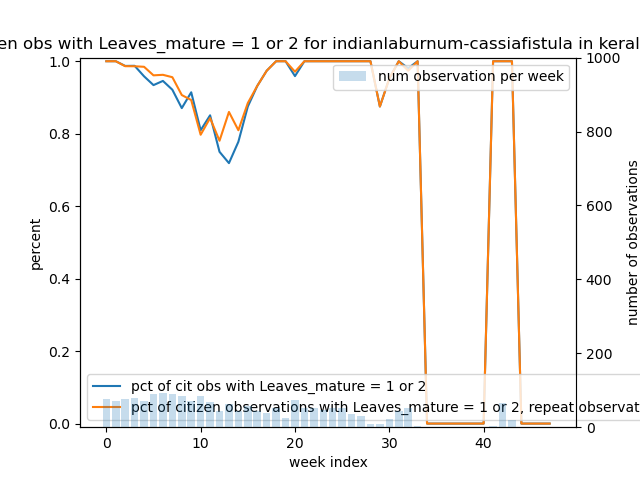 en obs with Leaves_mature = 1 or 2 for indianlaburnum-cassiafistula in keral
1.0
0.8
0.6
0.4
0.2
0.0
percent
1000
800
600
400
200
0
number of observations
num observation per week
pct of cit obs with Leaves_mature = 1 or 2
pct of citizen observations with Leaves_mature = 1 or 2, repeat observat
0 10 20 30 40
week index